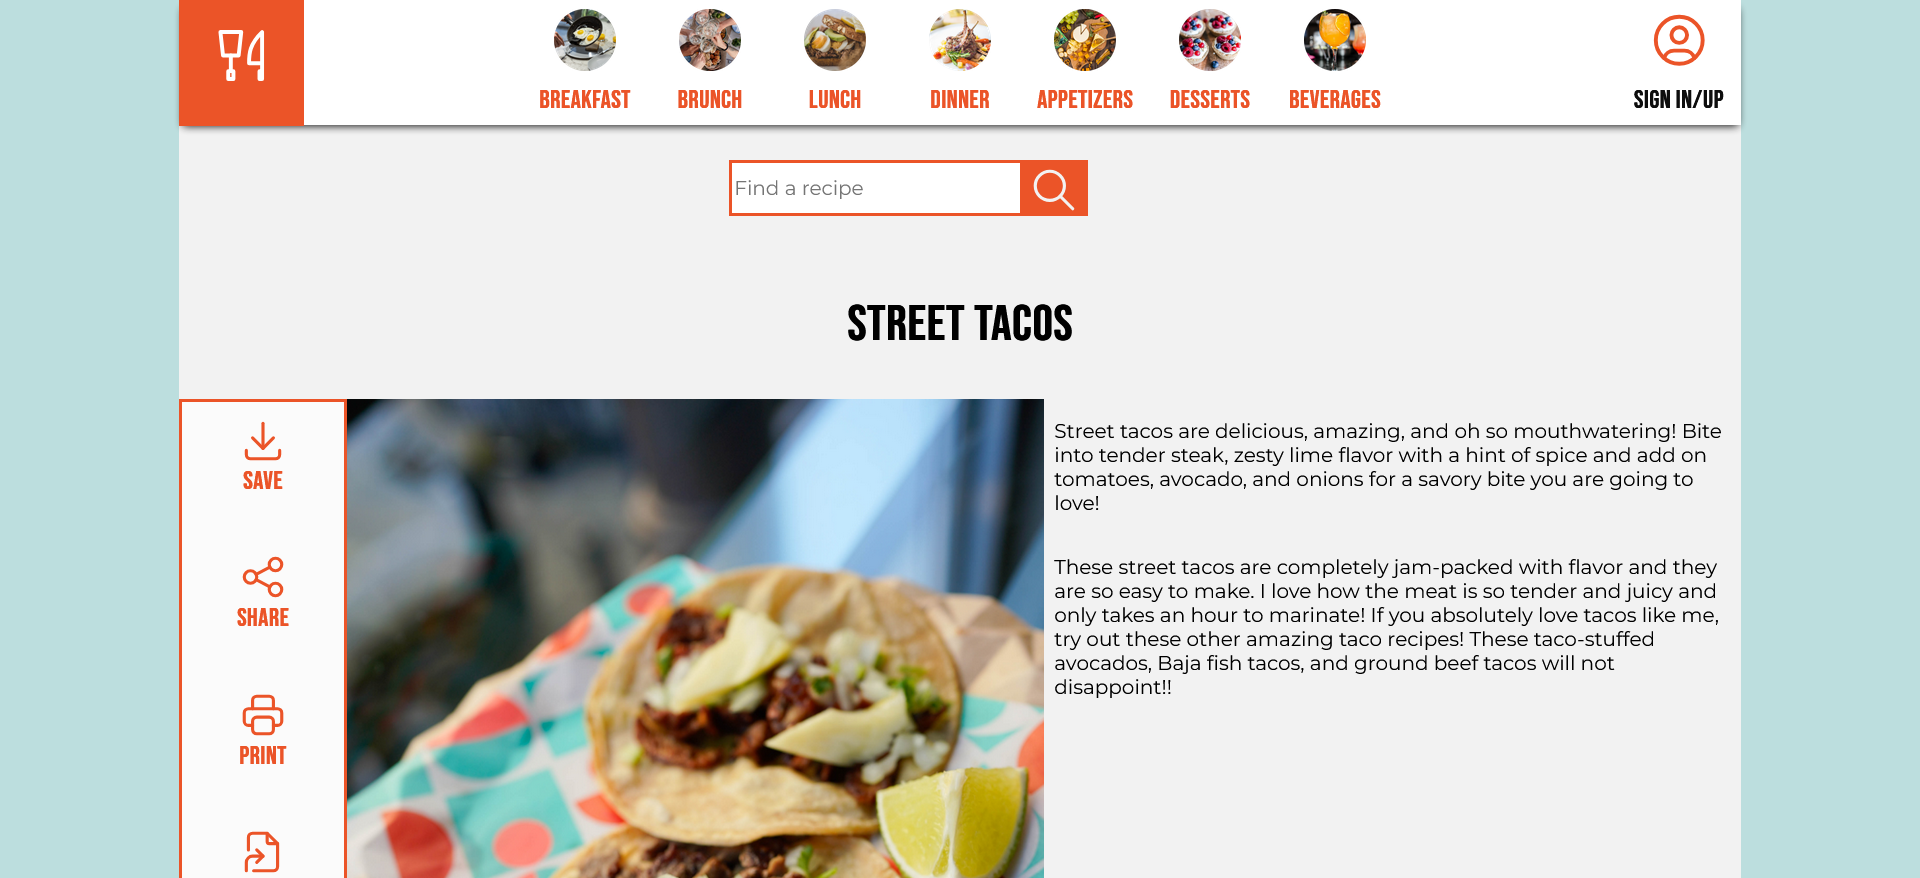 BREAKFAST
BRUNCH
LUNCH
DINNER
APPETIZERS
DESSERTS
BEVERAGES
SIGN IN/UP
Find a recipe
STREET TACOS
SAVE
SHARE
PRINT
Street tacos are delicious, amazing, and oh so mouthwatering! Bite
into tender steak, zesty lime flavor with a hint of spice and add on
tomatoes, avocado, and onions for a savory bite you are going to
love!
These street tacos are completely jam-packed with flavor and they
are so easy to make. I love how the meat is so tender and juicy and
only takes an hour to marinate! If you absolutely love tacos like me,
try out these other amazing taco recipes! These taco-stuffed
avocados, Baja fish tacos, and ground beef tacos will not
disappoint!!